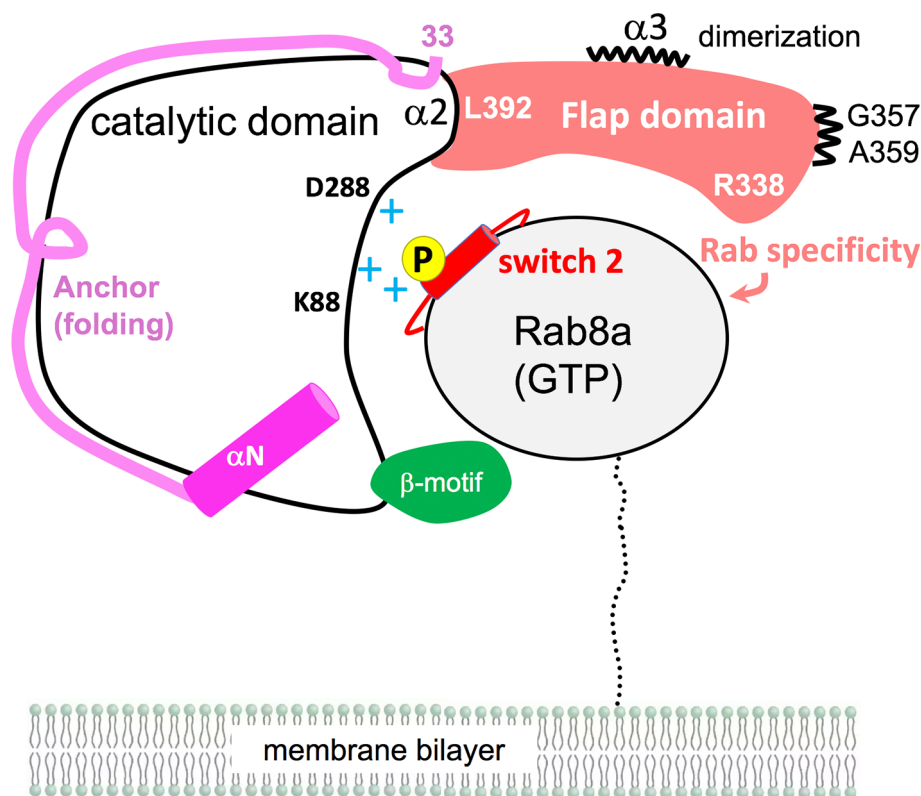 33
α3
dimerization
catalytic domain
α2
L392
Flap domain
G357
A359
D288
R338
+
P
switch 2
Rab specificity
+
+
Anchor
(folding)
K88
Rab8a
(GTP)
αN
β-motif
membrane bilayer